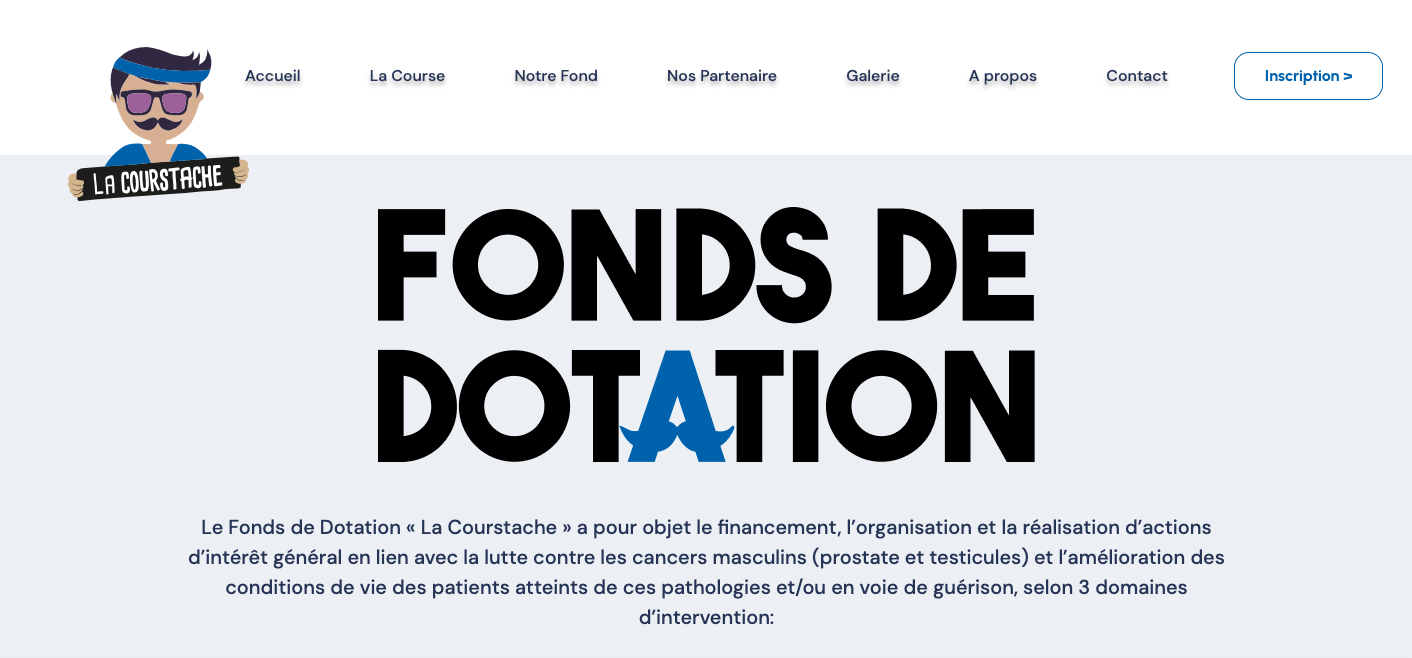 Accueil
La Course
Notre Fond
Nos Partenaire
Galerie
A propos
Contact
Inscription >
LA COURSTACHE
FONDS DE
DOTATION
Le Fonds de Dotation « La Courstache » a pour objet le financement, l’organisation et la réalisation d’actions
d’intérêt général en lien avec la lutte contre les cancers masculins (prostate et testicules) et l’amélioration des
conditions de vie des patients atteints de ces pathologies et/ou en voie de guérison, selon 3 domaines
d’intervention: